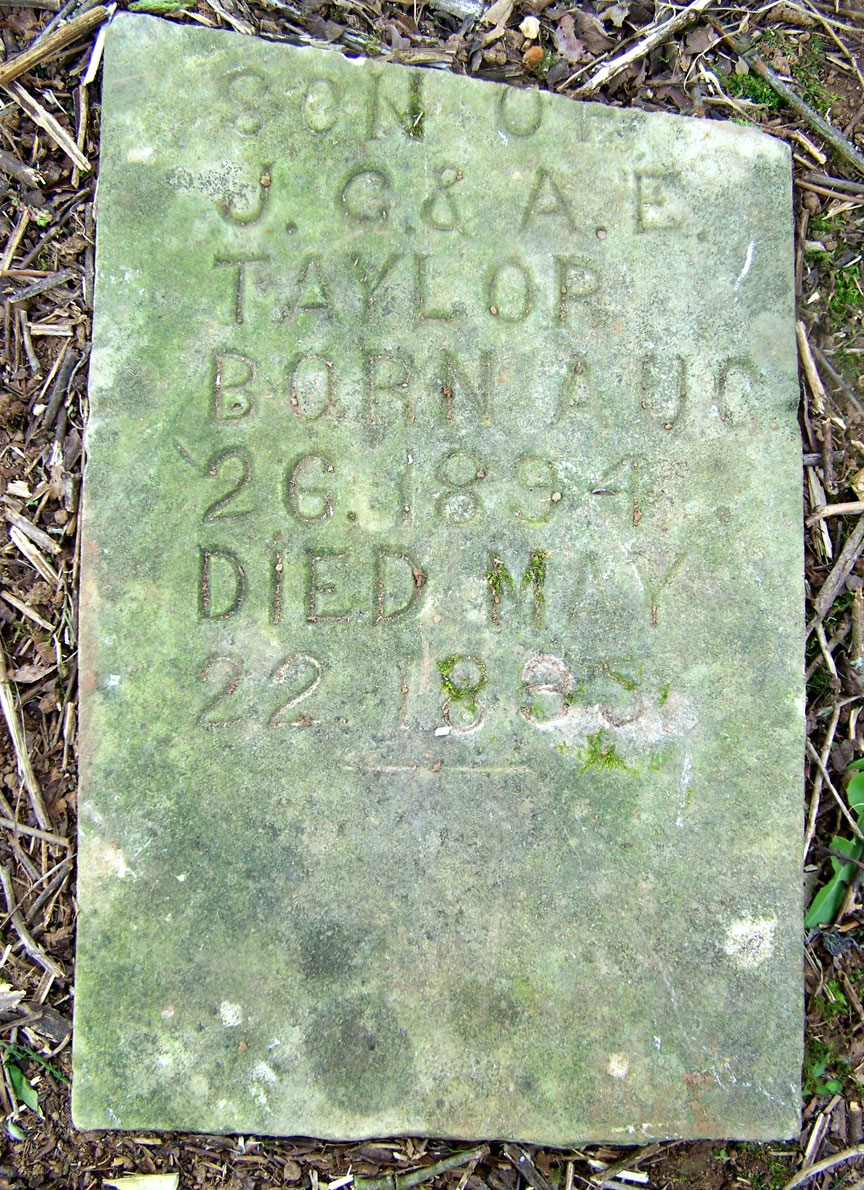 SON OF
J. G. & A. E.
TAYLOR
BORN AUG
26. 1894.
DIED MAY
22. 1895.